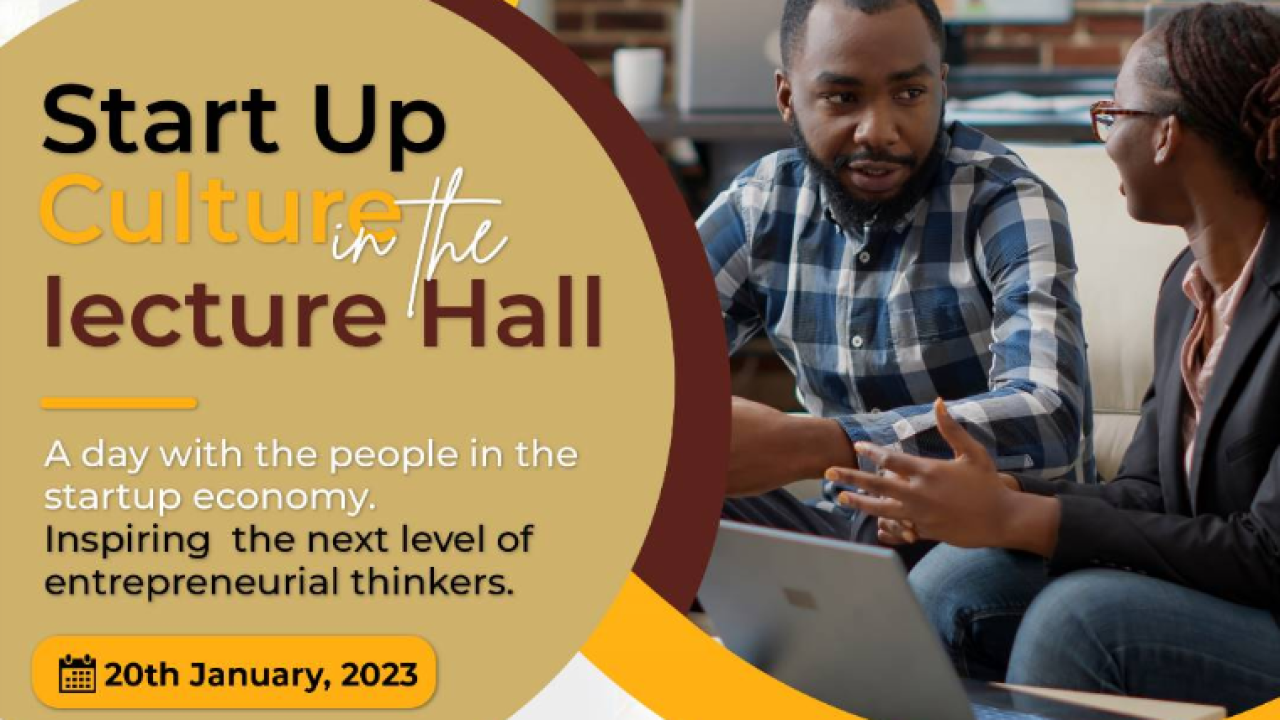 Start Up
Culture in the
lecture Hall
A day with the people in the
startup economy.
Inspiring the next level of
entrepreneurial thinkers.
20th January, 2023